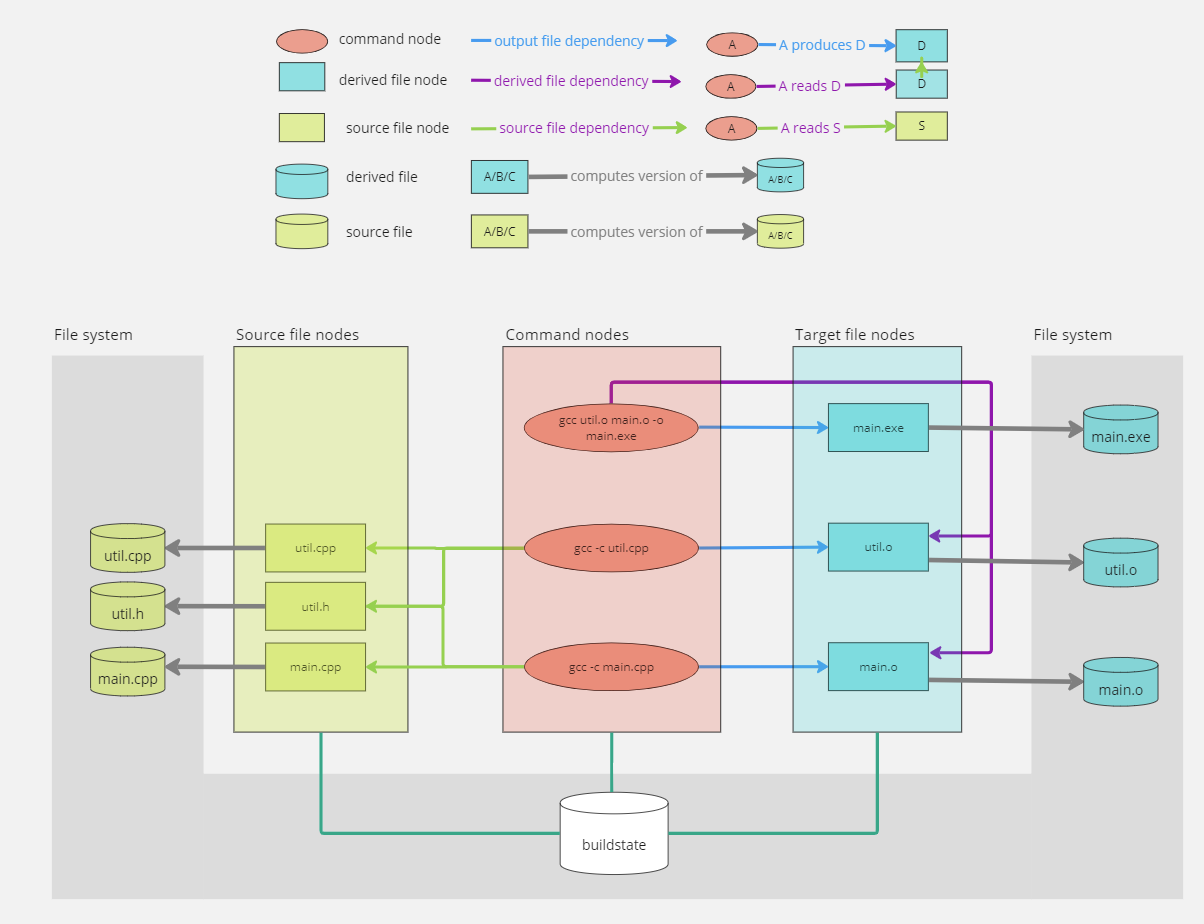 command node
output file dependency
A
A produces D
D
derived file node
derived file dependency
A
A reads D
D
source file node
source file dependency
A
A reads S
S
derived file
A/B/C
computes version of
A/B/C
source file
A/B/C
computes version of
A/B/C
File system
Source file nodes
Command nodes
Target file nodes
File system
gcc util.o main.o -o
main.exe
main.exe
main.exe
util.cpp
util.cpp
gcc -c util.cpp
util.o
util.o
util.h
util.h
main.cpp
main.cpp
gcc -c main.cpp
main.o
main.o
buildstate